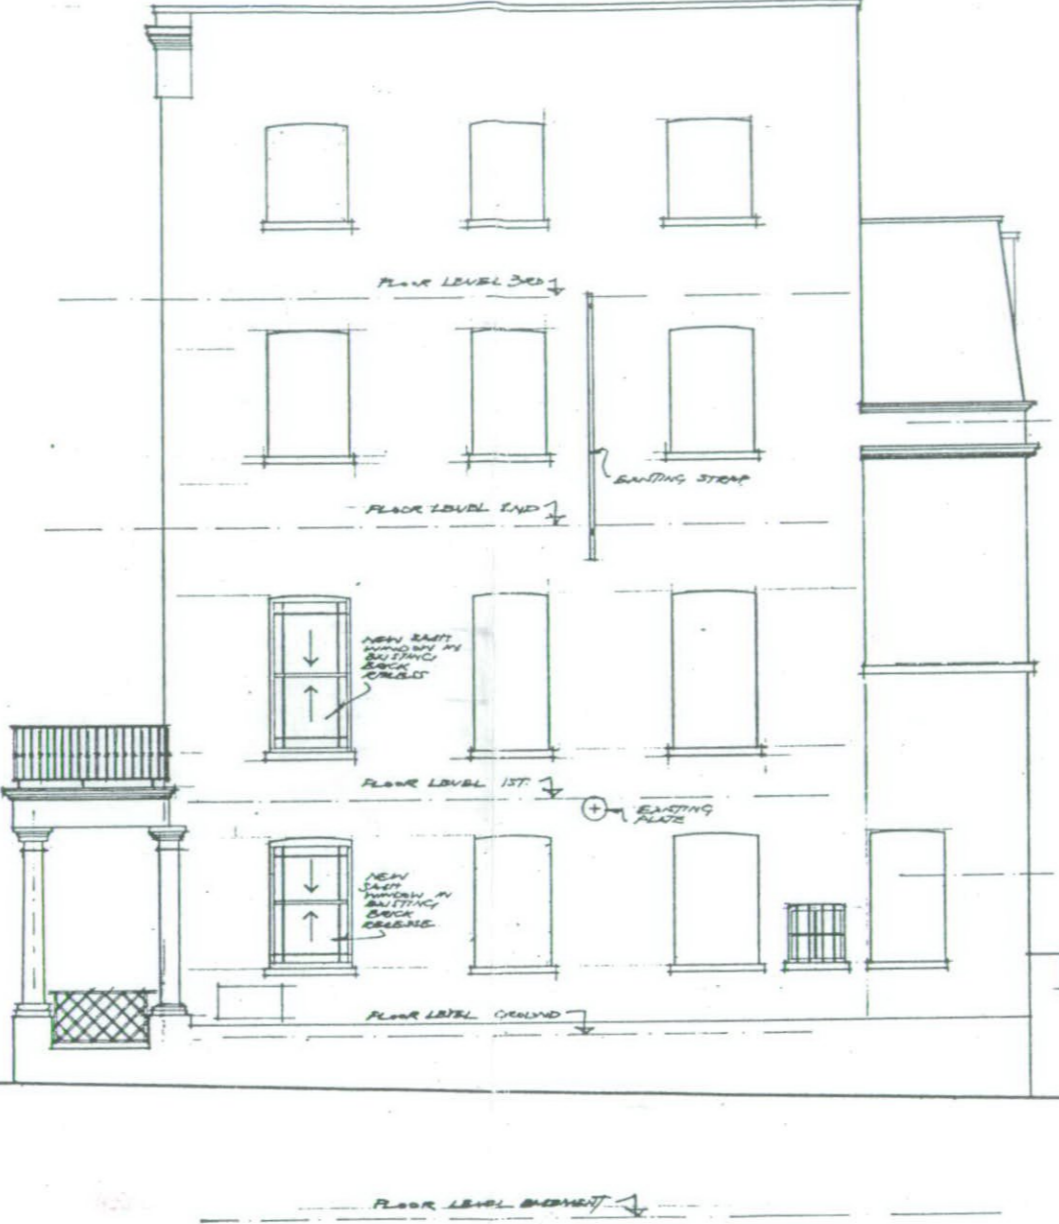 FLOOR LEVEL 3RD
EXISTING STRAP
FLOOR LEVEL 2ND
NEW SASH
WINDOW IN
EXISTING
BRICK
RECESS
FLOOR LEVEL 1ST
EXISTING
PLATE
NEW
SASH
WINDOW IN
EXISTING
BRICK
FLOOR LEVEL GROUND
FLOOR LEVEL BASEMENT